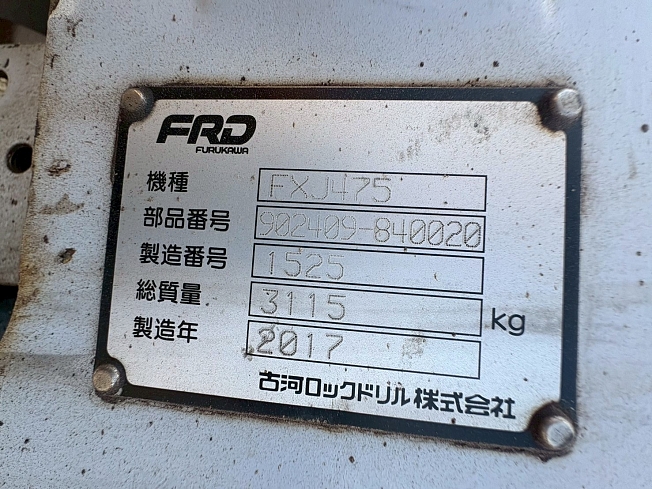 FRD
FURUKAWA
機種 FXJ475
部品番号 902409-840020
製造番号 1525
総質量 3115 kg
製造年 2017
古河ロックドリル株式会社